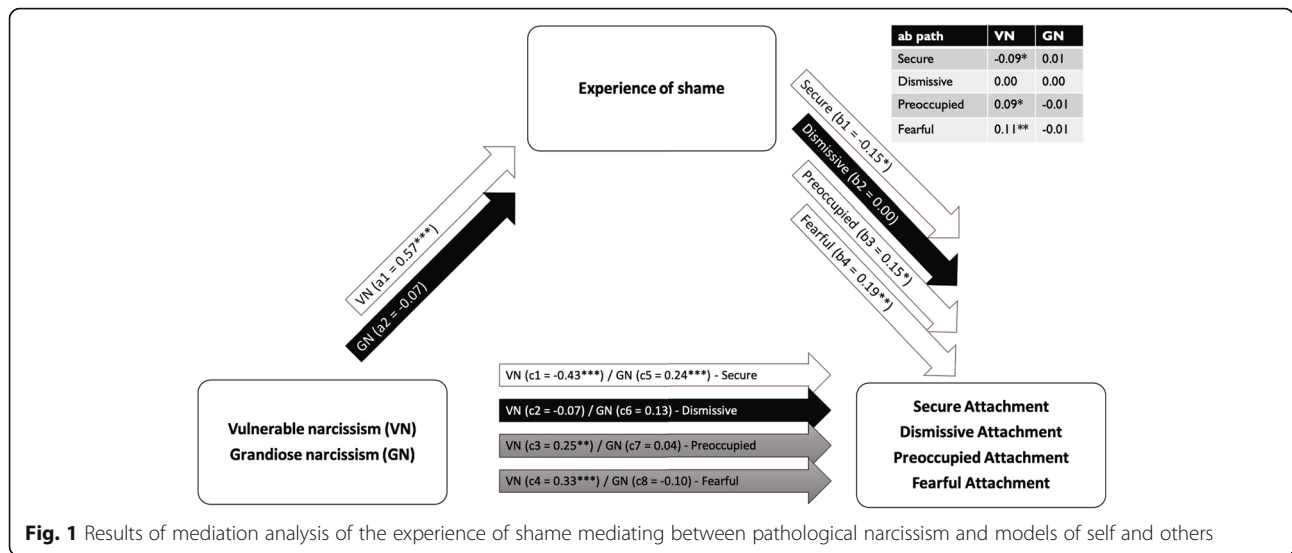 Experience of shame
ab path VN GN
Secure -0.09* 0.01
Dismissive 0.00 0.00
Preoccupied 0.09* -0.01
Fearful 0.11** -0.01
VN (a1 = 0.57***)
GN (a2 = -0.07)
Secure (b1 = -0.15*)
Dismissive (b2 = 0.00)
Preoccupied (b3 = 0.15*)
Fearful (b4 = 0.19**)
Vulnerable narcissism (VN)
Grandiose narcissism (GN)
VN (c1 = -0.43***) / GN (c5 = 0.24***) - Secure
VN (c2 = -0.07) / GN (c6 = 0.13) - Dismissive
VN (c3 = 0.25**) / GN (c7 = 0.04) - Preoccupied
VN (c4 = 0.33***) / GN (c8 = -0.10) - Fearful
Secure Attachment
Dismissive Attachment
Preoccupied Attachment
Fearful Attachment
Fig. 1 Results of mediation analysis of the experience of shame mediating between pathological narcissism and models of self and others